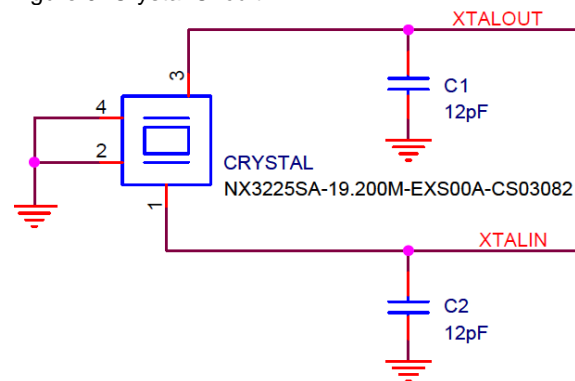 XTALOUT
3
C1
12pF
4
2
CRYSTAL
NX3225SA-19.200M-EXS00A-CS03082
1
XTALIN
C2
12pF